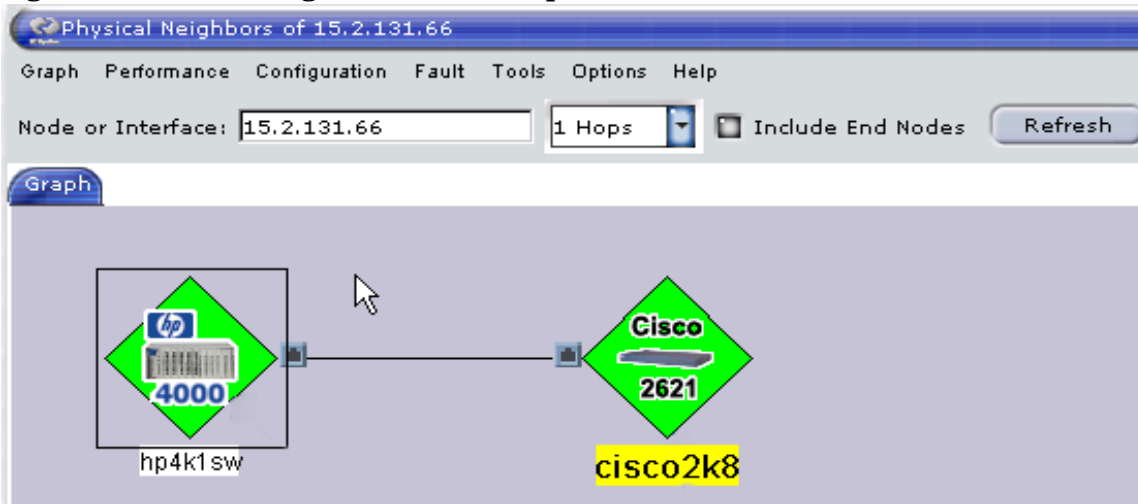 Physical Neighbors of 15.2.131.66
Graph Performance Configuration Fault Tools Options Help
Node or Interface: 15.2.131.66 1 Hops Include End Nodes Refresh
Graph
hp
4000
hp4k1sw
Cisco
2621
cisco2k8